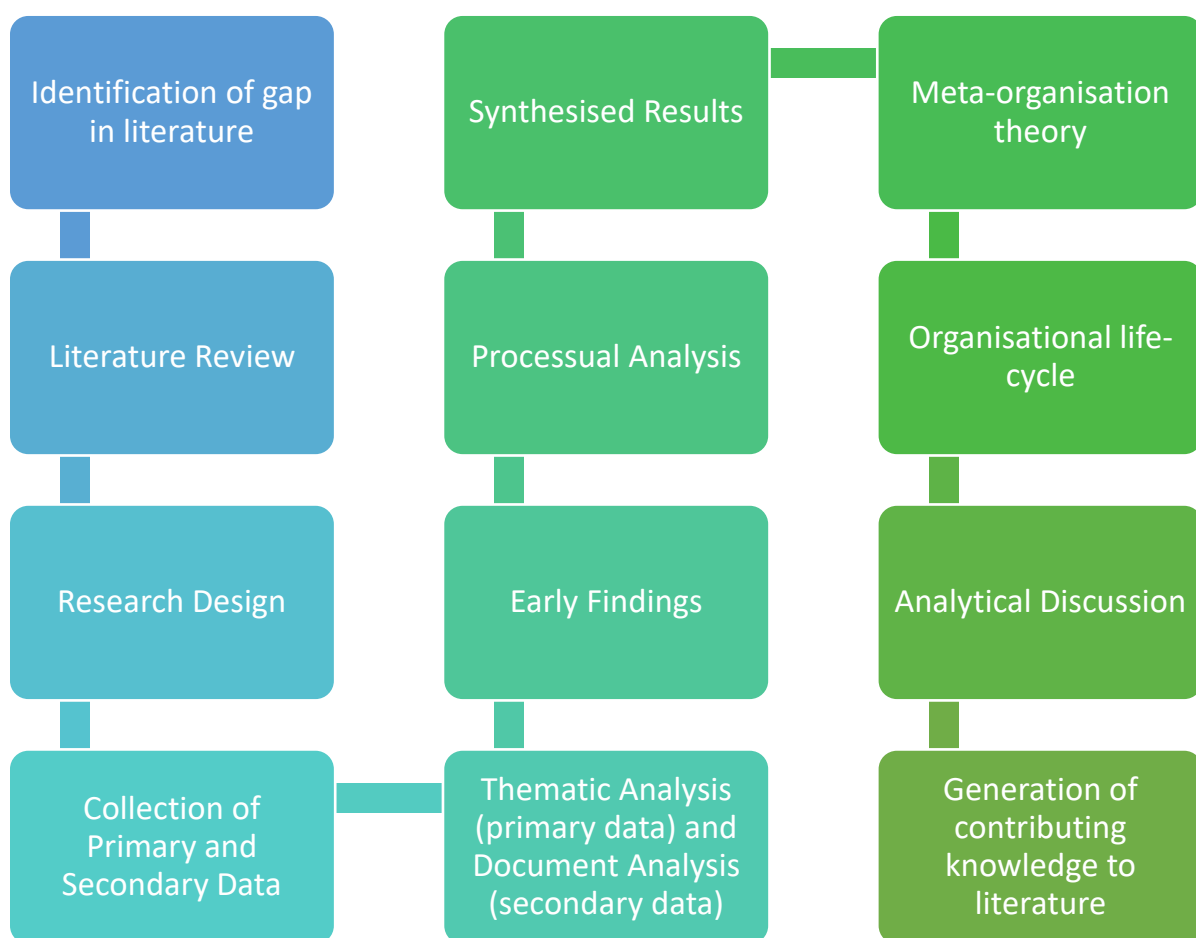 Identification of gap
in literature
Literature Review
Research Design
Collection of
Primary and
Secondary Data
Thematic Analysis
(primary data) and
Document Analysis
(secondary data)
Early Findings
Processual Analysis
Synthesised Results
Meta-organisation
theory
Organisational life-
cycle
Analytical Discussion
Generation of
contributing
knowledge to
literature